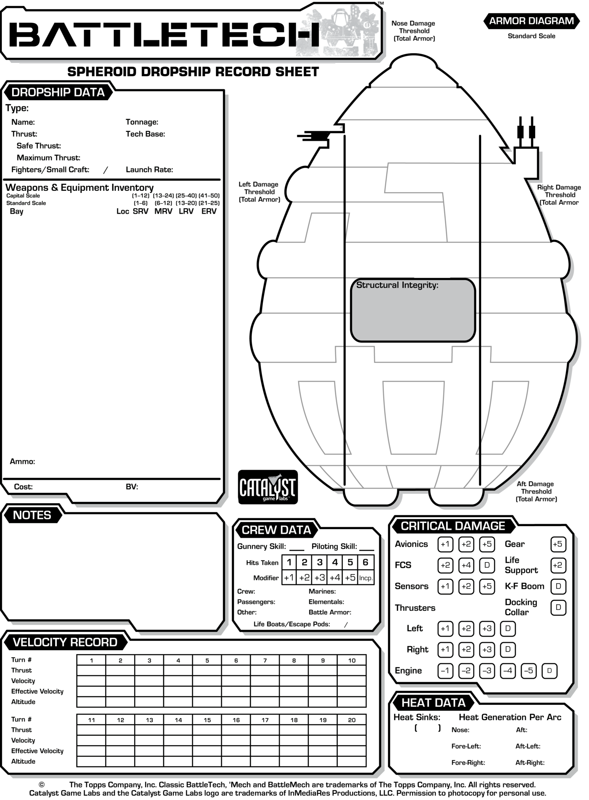 BATTLETECH
TM
SPHEROID DROPSHIP RECORD SHEET
DROPSHIP DATA
Type:
Name: Tonnage:
Thrust: Tech Base:
Safe Thrust:
Maximum Thrust:
Fighters/Small Craft: / Launch Rate:
Weapons & Equipment Inventory
Capital Scale (1–12) (13–24) (25–40) (41–50)
Standard Scale (1–6) (6–12) (13–20) (21–25)
Bay Loc SRV MRV LRV ERV
Ammo:
Cost: BV:
Nose Damage
Threshold
(Total Armor)
ARMOR DIAGRAM
Standard Scale
Left Damage
Threshold
(Total Armor)
Right Damage
Threshold
(Total Armor
Structural Integrity:
Aft Damage
Threshold
(Total Armor)
CATALYST
game labs
NOTES
CREW DATA
Gunnery Skill: ___ Piloting Skill: ___
Hits Taken 1 2 3 4 5 6
Modifier +1 +2 +3 +4 +5 Incp.
Crew: Marines:
Passengers: Elementals:
Other: Battle Armor:
Life Boats/Escape Pods: /
CRITICAL DAMAGE
Avionics +1 +2 +5 Gear +5
FCS +2 +4 D Life
Support +2
Sensors +1 +2 +5 K-F Boom D
Thrusters Docking
Collar D
Left +1 +2 +3 D
Right +1 +2 +3 D
Engine –1 –2 –3 –4 –5 D
VELOCITY RECORD
Turn # 1 2 3 4 5 6 7 8 9 10
Thrust
Velocity
Effective Velocity
Altitude
Turn # 11 12 13 14 15 16 17 18 19 20
Thrust
Velocity
Effective Velocity
Altitude
HEAT DATA
Heat Sinks: Heat Generation Per Arc
( ) Nose: Aft:
Fore-Left: Aft-Left:
Fore-Right: Aft-Right:
© The Topps Company, Inc. Classic BattleTech, 'Mech and BattleMech are trademarks of The Topps Company, Inc. All rights reserved.
Catalyst Game Labs and the Catalyst Game Labs logo are trademarks of InMediaRes Productions, LLC. Permission to photocopy for personal use.